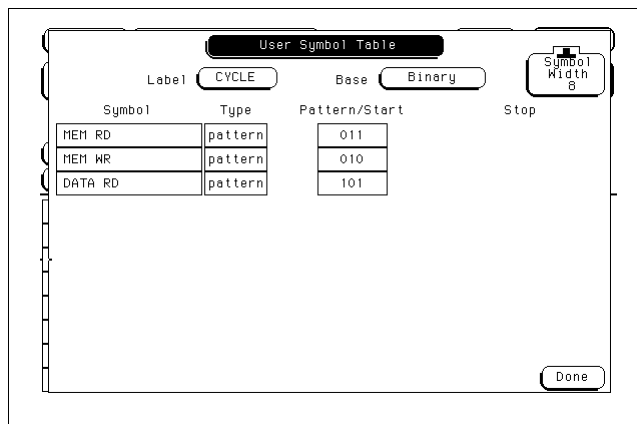 User Symbol Table
Label CYCLE Base Binary
Symbol Width 8
Symbol Type Pattern/Start Stop
MEM RD pattern 011
MEM WR pattern 010
DATA RD pattern 101
Done